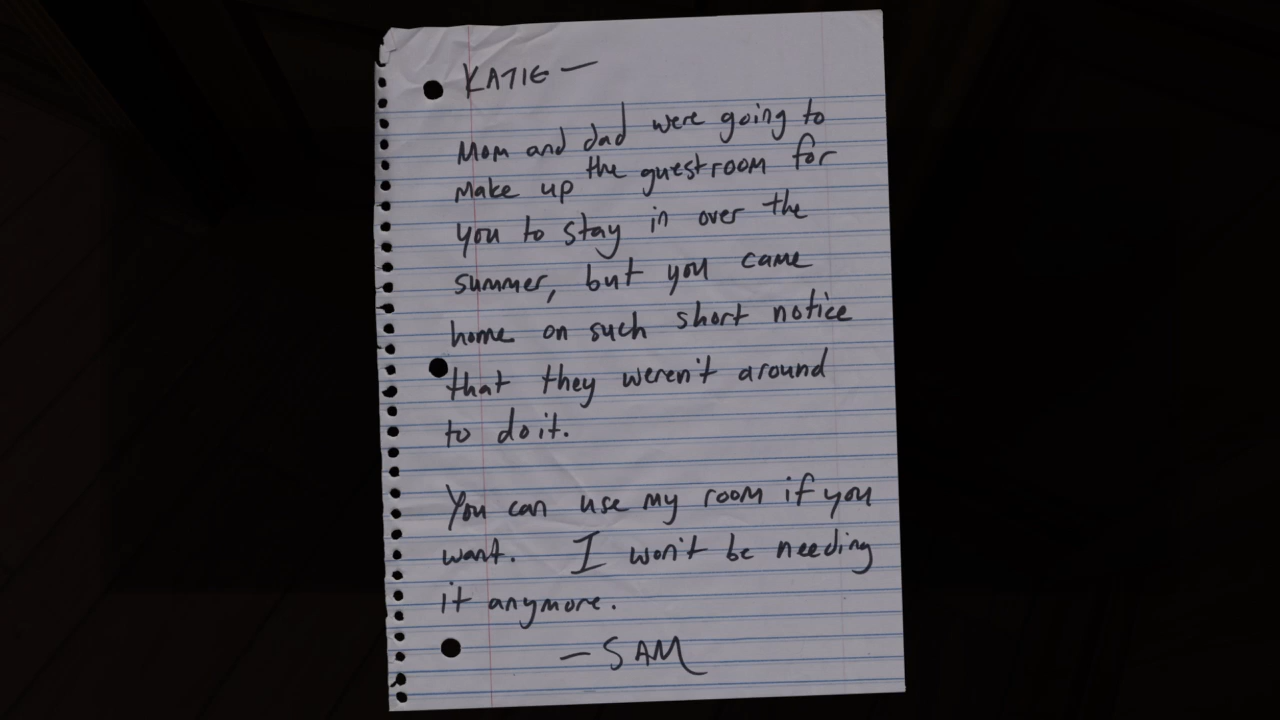 KATIE —
Mom and dad were going to
make up the guestroom for
you to stay in over the
summer, but you came
home on such short notice
that they weren't around
to do it.
You can use my room if you
want. I won't be needing
it anymore.
— SAM